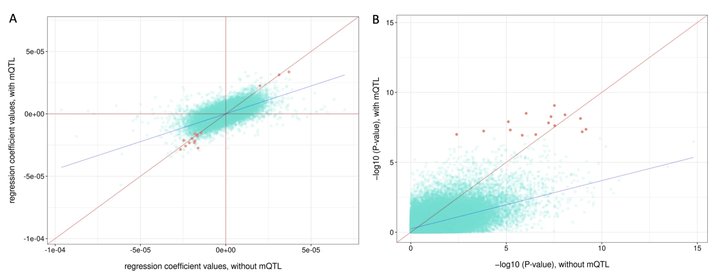 A
regression coefficient values, with mQTL
5e-05
0e+00
-5e-05
-1e-04
-1e-04
-5e-05
0e+00
5e-05
regression coefficient values, without mQTL
B
−log10 (P-value), with mQTL
15
10
5
0
0
5
10
15
−log10 (P-value), without mQTL